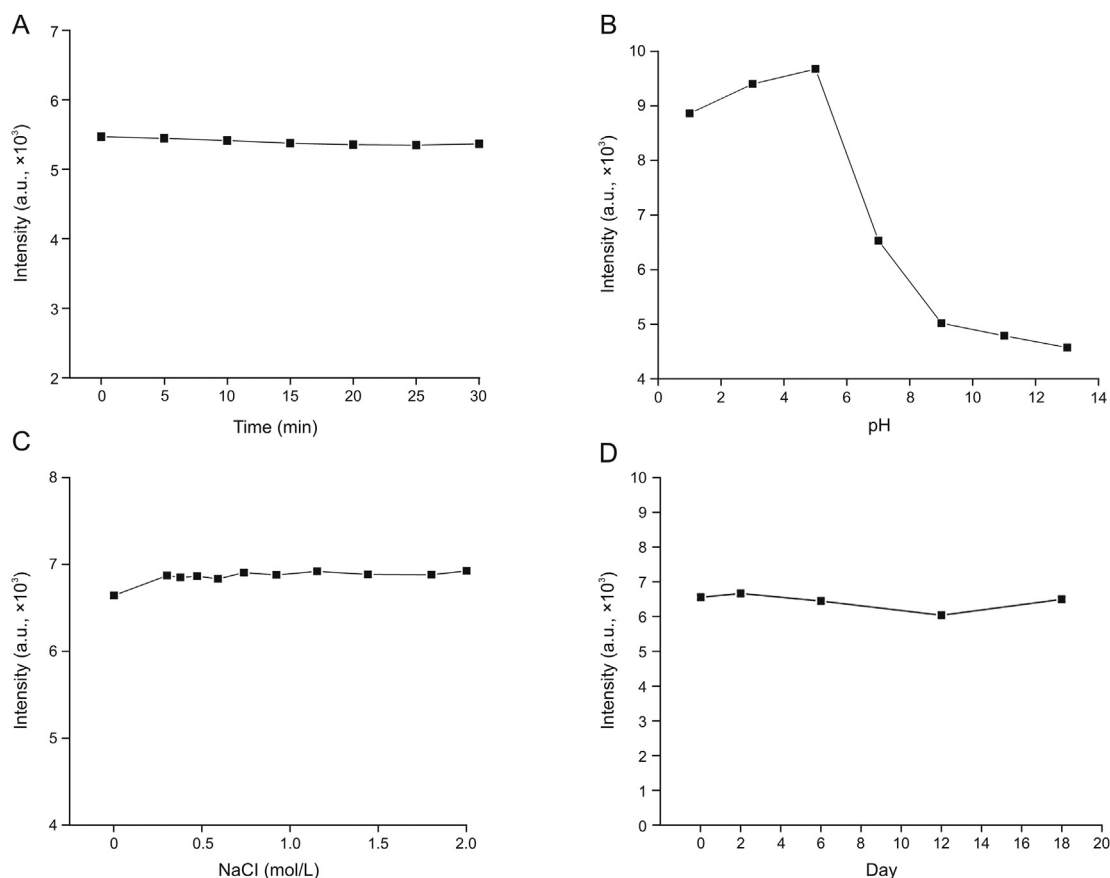 A
Intensity (a.u., ×10³)
7
6
5
4
3
2
0 5 10 15 20 25 30
Time (min)
B
Intensity (a.u., ×10³)
10
9
8
7
6
5
4
0 2 4 6 8 10 12 14
pH
C
Intensity (a.u., ×10³)
8
7
6
5
4
0 0.5 1.0 1.5 2.0
NaCl (mol/L)
D
Intensity (a.u., ×10³)
10
9
8
7
6
5
4
3
2
1
0
0 2 4 6 8 10 12 14 16 18 20
Day